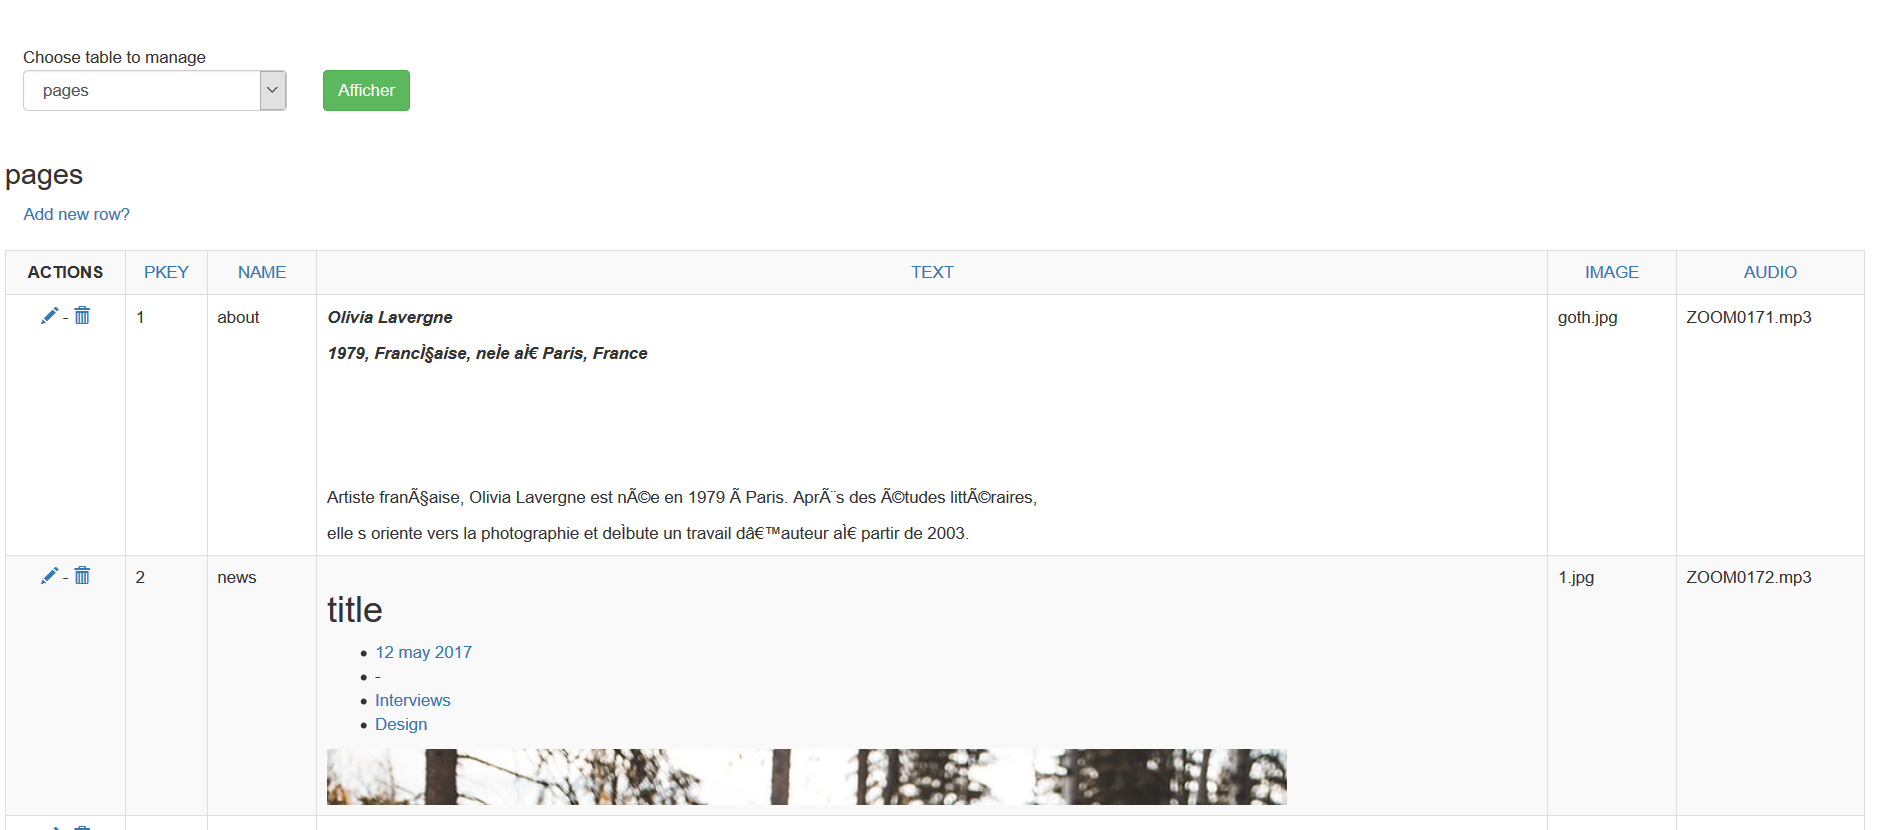 Choose table to manage
pages
Afficher
pages
Add new row?
ACTIONS PKEY NAME TEXT IMAGE AUDIO
- 1 about Olivia Lavergne goth.jpg ZOOM0171.mp3
1979, FrancÌ§aise, neÌe aÌ€ Paris, France
Artiste franÃ§aise, Olivia Lavergne est nÃ©e en 1979 Ã Paris. AprÃ¨s des Ã©tudes littÃ©raires,
elle s oriente vers la photographie et deÌbute un travail dâ€™auteur aÌ€ partir de 2003.
- 2 news 1.jpg ZOOM0172.mp3
title
12 may 2017
-
Interviews
Design